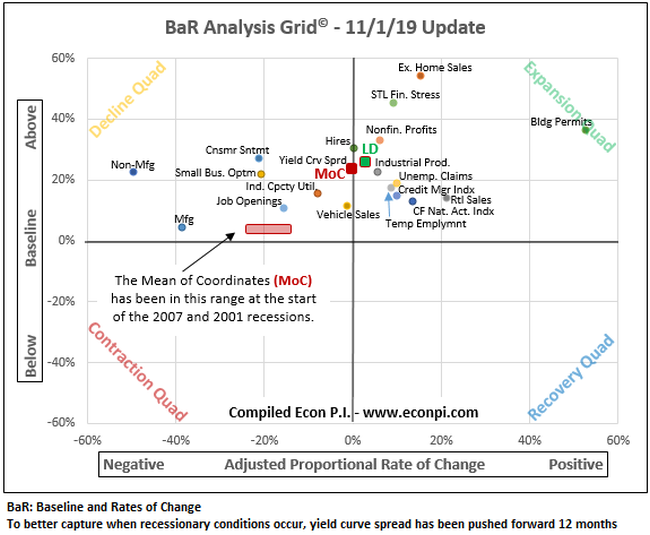 BaR Analysis Grid© - 11/1/19 Update
60%
40%
20%
0%
-20%
-40%
-60%
Above
Baseline
Below
Decline Quad
Expansion Quad
Contraction Quad
Recovery Quad
Ex. Home Sales
STL Fin. Stress
Bldg Permits
Nonfin. Profits
Hires
LD
Cnsmr Sntmt
Yield Crv Sprd
Industrial Prod.
Non-Mfg
MoC
Small Bus. Optm
Unemp. Claims
Ind. Cpcty Util
Credit Mgr Indx
Rtl Sales
Job Openings
CF Nat. Act. Indx
Vehicle Sales
Temp Emplymnt
Mfg
The Mean of Coordinates (MoC)
has been in this range at the start
of the 2007 and 2001 recessions.
Compiled Econ P.I. - www.econpi.com
-60% -40% -20% 0% 20% 40% 60%
Negative Adjusted Proportional Rate of Change Positive
BaR: Baseline and Rates of Change
To better capture when recessionary conditions occur, yield curve spread has been pushed forward 12 months